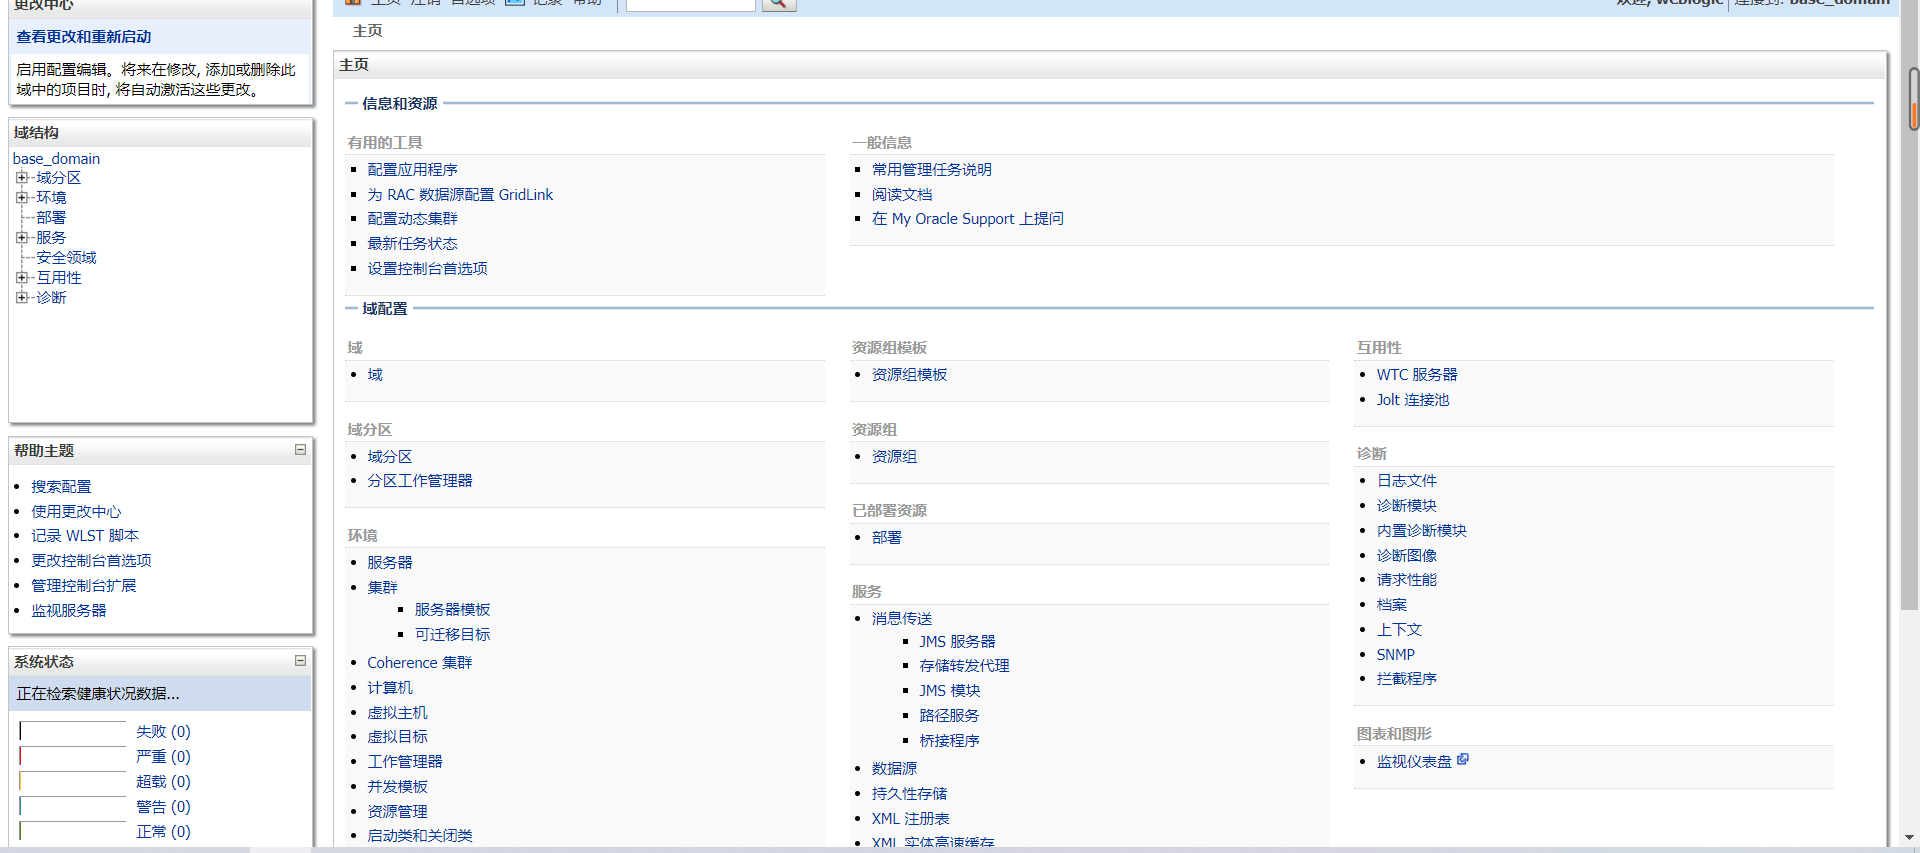 更改中心
查看更改和重新启动
启用配置编辑。将来在修改, 添加或删除此
域中的项目时, 将自动激活这些更改。
域结构
base_domain
域分区
环境
部署
服务
安全领域
互用性
诊断
帮助主题
搜索配置
使用更改中心
记录 WLST 脚本
更改控制台首选项
管理控制台扩展
监视服务器
系统状态
正在检索健康状况数据...
失败 (0)
严重 (0)
超载 (0)
警告 (0)
正常 (0)
主页 注销 首选项 记录 帮助
欢迎, weblogic 连接到: base_domain
主页
主页
信息和资源
有用的工具
配置应用程序
为 RAC 数据源配置 GridLink
配置动态集群
最新任务状态
设置控制台首选项
一般信息
常用管理任务说明
阅读文档
在 My Oracle Support 上提问
域配置
域
域
域分区
域分区
分区工作管理器
环境
服务器
集群
服务器模板
可迁移目标
Coherence 集群
计算机
虚拟主机
虚拟目标
工作管理器
并发模板
资源管理
启动类和关闭类
资源组模板
资源组模板
资源组
资源组
已部署资源
部署
服务
消息传送
JMS 服务器
存储转发代理
JMS 模块
路径服务
桥接程序
数据源
持久性存储
XML 注册表
XML 实体高速缓存
互用性
WTC 服务器
Jolt 连接池
诊断
日志文件
诊断模块
内置诊断模块
诊断图像
请求性能
档案
上下文
SNMP
拦截程序
图表和图形
监视仪表盘